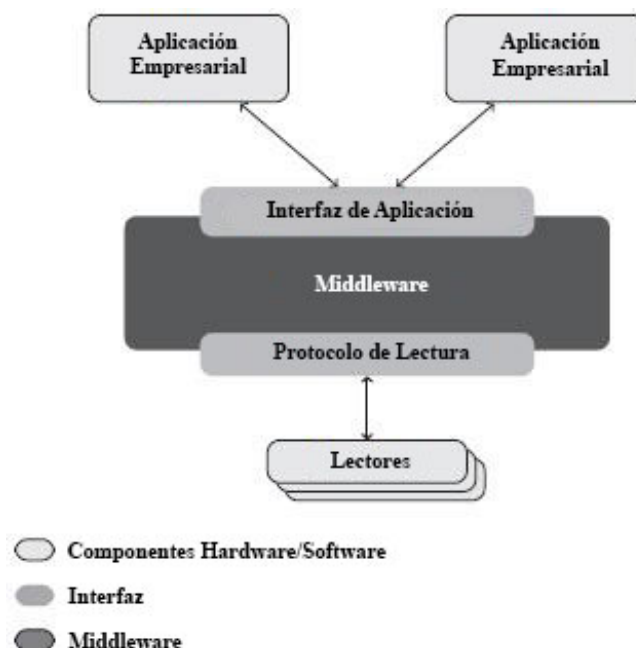 Aplicación
Empresarial
Aplicación
Empresarial
Interfaz de Aplicación
Middleware
Protocolo de Lectura
Lectores
Componentes Hardware/Software
Interfaz
Middleware